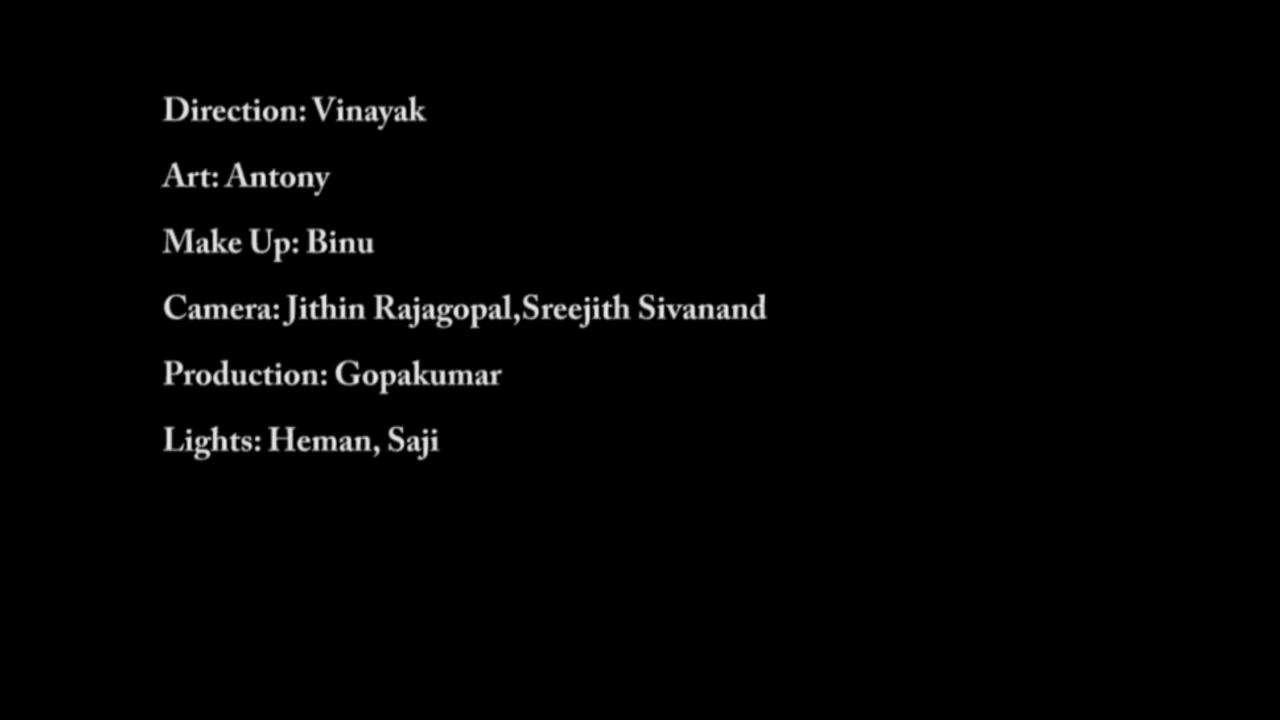 Direction: Vinayak
Art: Antony
Make Up: Binu
Camera: Jithin Rajagopal,Sreejith Sivanand
Production: Gopakumar
Lights: Heman, Saji